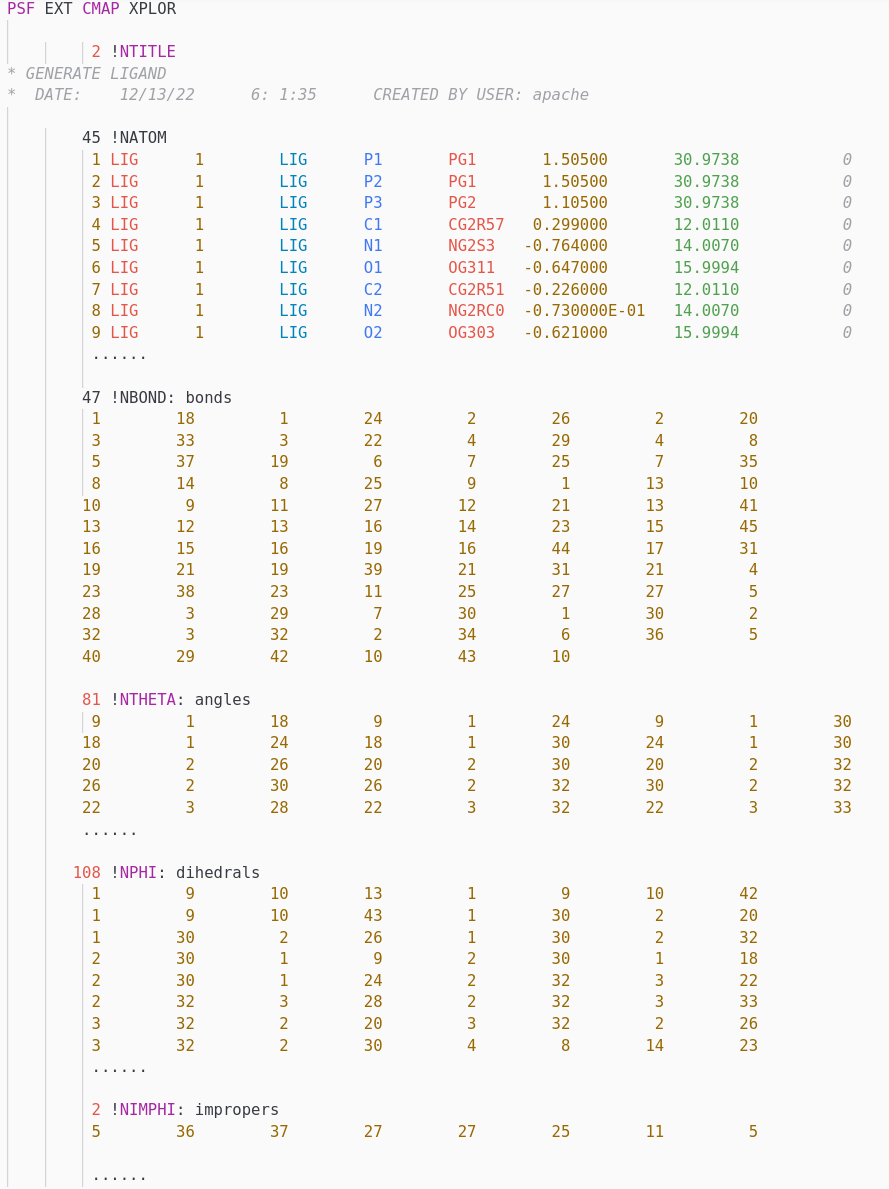 PSF EXT CMAP XPLOR
2 !NTITLE
* GENERATE LIGAND
* DATE: 12/13/22 6: 1:35 CREATED BY USER: apache
45 !NATOM
1 LIG 1 LIG P1 PG1 1.50500 30.9738 0
2 LIG 1 LIG P2 PG1 1.50500 30.9738 0
3 LIG 1 LIG P3 PG2 1.10500 30.9738 0
4 LIG 1 LIG C1 CG2R57 0.299000 12.0110 0
5 LIG 1 LIG N1 NG2S3 -0.764000 14.0070 0
6 LIG 1 LIG O1 OG311 -0.647000 15.9994 0
7 LIG 1 LIG C2 CG2R51 -0.226000 12.0110 0
8 LIG 1 LIG N2 NG2RC0 -0.730000E-01 14.0070 0
9 LIG 1 LIG O2 OG303 -0.621000 15.9994 0
......
47 !NBOND: bonds
1 18 1 24 2 26 2 20
3 33 3 22 4 29 4 8
5 37 19 6 7 25 7 35
8 14 8 25 9 1 13 10
10 9 11 27 12 21 13 41
13 12 13 16 14 23 15 45
16 15 16 19 16 44 17 31
19 21 19 39 21 31 21 4
23 38 23 11 25 27 27 5
28 3 29 7 30 1 30 2
32 3 32 2 34 6 36 5
40 29 42 10 43 10
81 !NTHETA: angles
9 1 18 9 1 24 9 1 30
18 1 24 18 1 30 24 1 30
20 2 26 20 2 30 20 2 32
26 2 30 26 2 32 30 2 32
22 3 28 22 3 32 22 3 33
......
108 !NPHI: dihedrals
1 9 10 13 1 9 10 42
1 9 10 43 1 30 2 20
1 30 2 26 1 30 2 32
2 30 1 9 2 30 1 18
2 30 1 24 2 32 3 22
2 32 3 28 2 32 3 33
3 32 2 20 3 32 2 26
3 32 2 30 4 8 14 23
......
2 !NIMPHI: impropers
5 36 37 27 27 25 11 5
......